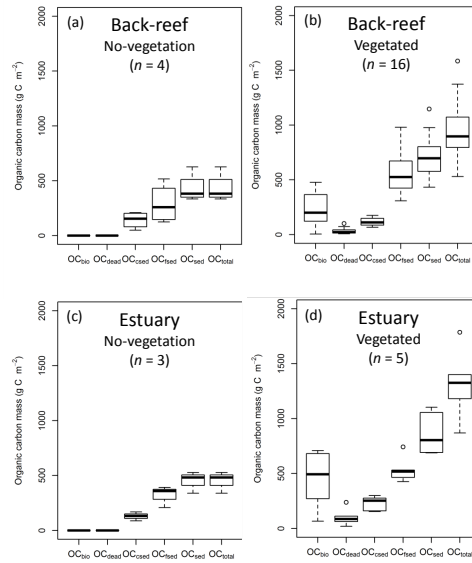 (a) Back-reef
No-vegetation
(n = 4)
Organic carbon mass (g C m⁻²)
2000
1500
1000
500
0
OCbio OCdead OCcsed OCfsed OCsed OCtotal
(b) Back-reef
Vegetated
(n = 16)
Organic carbon mass (g C m⁻²)
2000
1500
1000
500
0
OCbio OCdead OCcsed OCfsed OCsed OCtotal
(c) Estuary
No-vegetation
(n = 3)
Organic carbon mass (g C m⁻²)
2000
1500
1000
500
0
OCbio OCdead OCcsed OCfsed OCsed OCtotal
(d) Estuary
Vegetated
(n = 5)
Organic carbon mass (g C m⁻²)
2000
1500
1000
500
0
OCbio OCdead OCcsed OCfsed OCsed OCtotal